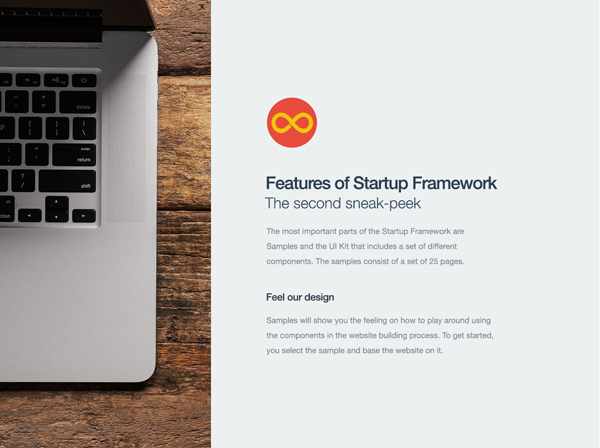 delete
P
{
[
}
]
|
\
:
;
"
'
enter
return
?
/
shift
option
Features of Startup Framework
The second sneak-peek
The most important parts of the Startup Framework are
Samples and the UI Kit that includes a set of different
components. The samples consist of a set of 25 pages.
Feel our design
Samples will show you the feeling on how to play around using
the components in the website building process. To get started,
you select the sample and base the website on it.